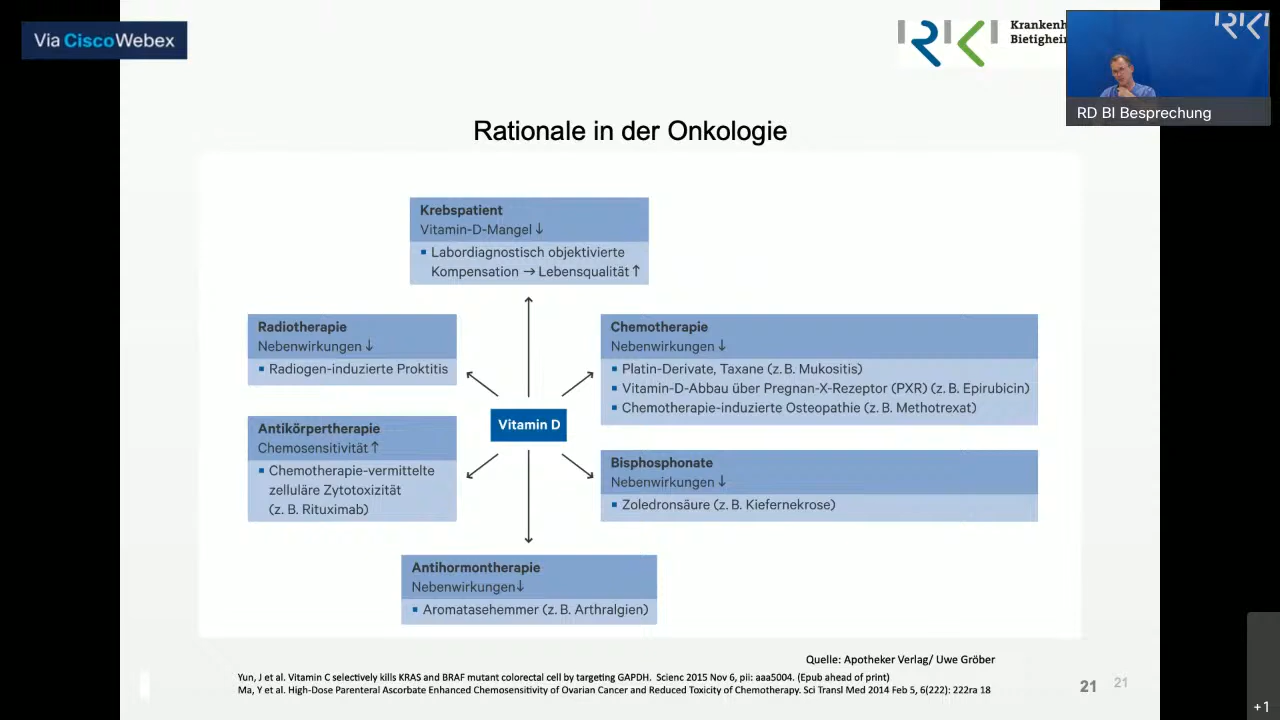 Via CiscoWebex
RKI
Krankenh
Bietigheim
RKI
RD BI Besprechung
Rationale in der Onkologie
Krebspatient
Vitamin-D-Mangel ↓
▪ Labordiagnostisch objektivierte
Kompensation → Lebensqualität ↑
Radiotherapie
Nebenwirkungen ↓
▪ Radiogen-induzierte Proktitis
Chemotherapie
Nebenwirkungen ↓
▪ Platin-Derivate, Taxane (z. B. Mukositis)
▪ Vitamin-D-Abbau über Pregnan-X-Rezeptor (PXR) (z. B. Epirubicin)
▪ Chemotherapie-induzierte Osteopathie (z. B. Methotrexat)
Vitamin D
Antikörpertherapie
Chemosensitivität ↑
▪ Chemotherapie-vermittelte
zelluläre Zytotoxizität
(z. B. Rituximab)
Bisphosphonate
Nebenwirkungen ↓
▪ Zoledronsäure (z. B. Kiefernekrose)
Antihormontherapie
Nebenwirkungen↓
▪ Aromatasehemmer (z. B. Arthralgien)
Quelle: Apotheker Verlag/ Uwe Gröber
Yun, J et al. Vitamin C selectively kills KRAS and BRAF mutant colorectal cell by targeting GAPDH. Scienc 2015 Nov 6, pii: aaa5004. (Epub ahead of print)
Ma, Y et al. High-Dose Parenteral Ascorbate Enhanced Chemosensitivity of Ovarian Cancer and Reduced Toxicity of Chemotherapy. Sci Transl Med 2014 Feb 5, 6(222): 222ra 18
21 21
+1